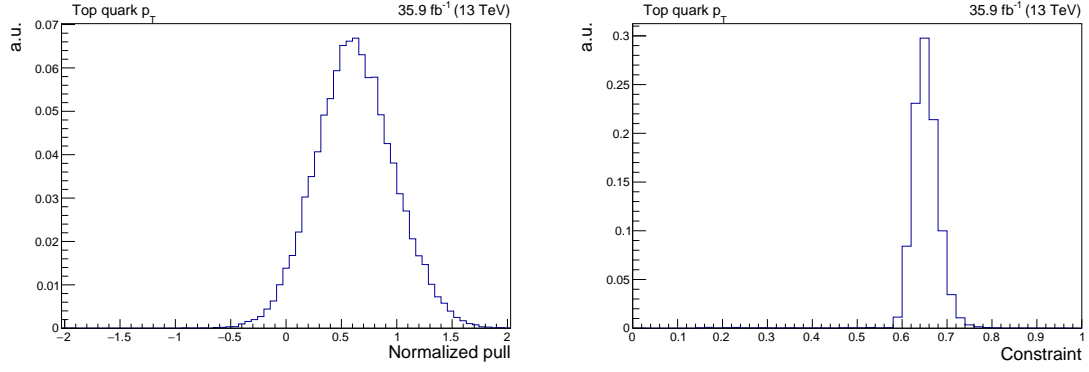 Top quark p_T 35.9 fb⁻¹ (13 TeV)
a.u.
0.07
0.06
0.05
0.04
0.03
0.02
0.01
0
−2 −1.5 −1 −0.5 0 0.5 1 1.5 2
Normalized pull
Top quark p_T 35.9 fb⁻¹ (13 TeV)
a.u.
0.3
0.25
0.2
0.15
0.1
0.05
0
0 0.1 0.2 0.3 0.4 0.5 0.6 0.7 0.8 0.9 1
Constraint